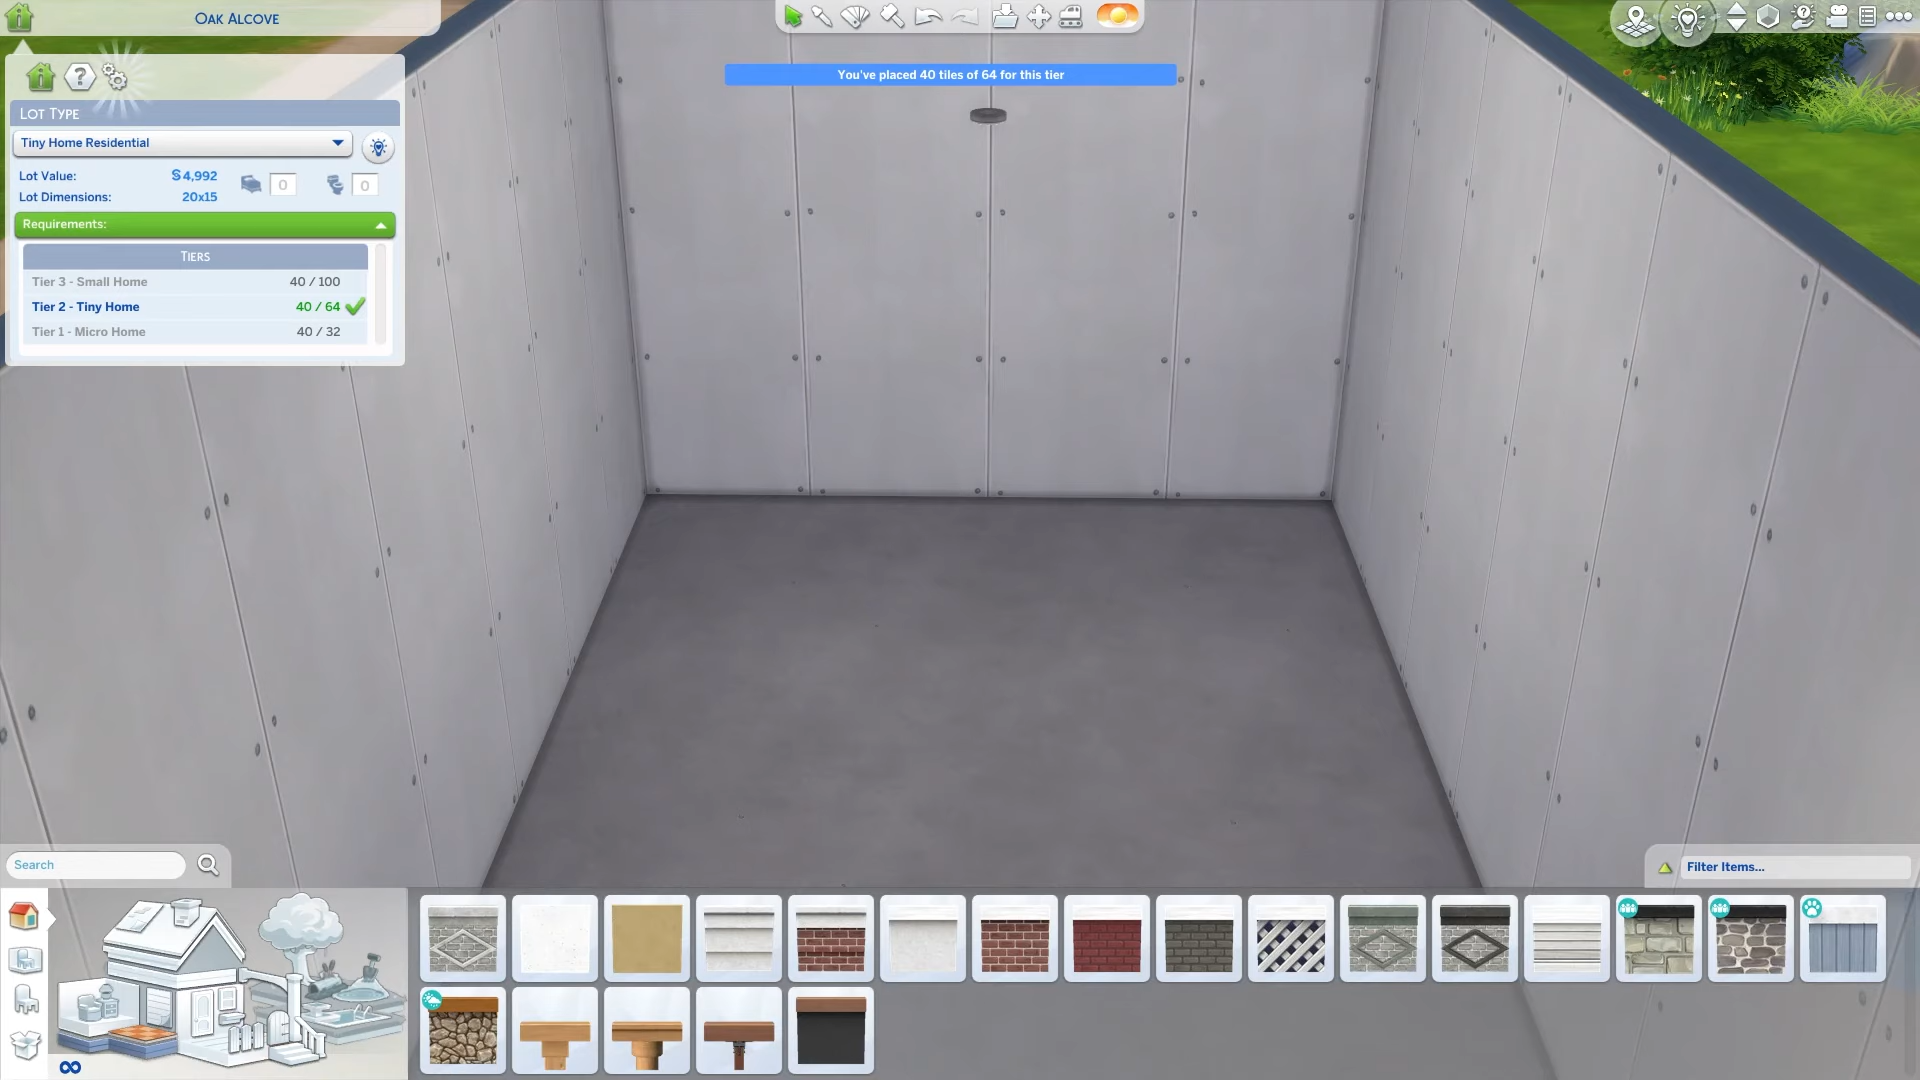 Oak Alcove
You've placed 40 tiles of 64 for this tier
Lot Type
Tiny Home Residential
Lot Value: §4,992 0 0
Lot Dimensions: 20x15
Requirements:
Tiers
Tier 3 - Small Home 40 / 100
Tier 2 - Tiny Home 40 / 64
Tier 1 - Micro Home 40 / 32
Search
Filter Items...